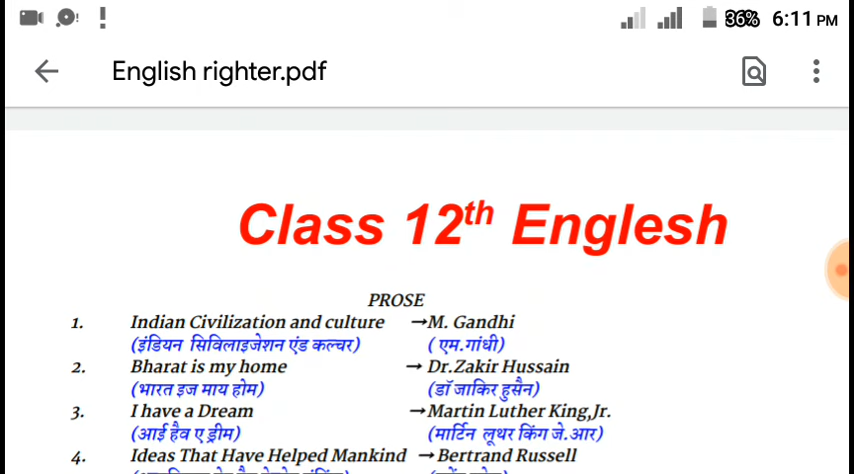 36% 6:11 PM
English righter.pdf
Class 12th Englesh
PROSE
1. Indian Civilization and culture →M. Gandhi
(इंडियन सिविलाइजेशन एंड कल्चर) ( एम.गांधी)
2. Bharat is my home → Dr.Zakir Hussain
(भारत इज माय होम) (डॉ जाकिर हुसैन)
3. I have a Dream →Martin Luther King,Jr.
(आई हैव ए ड्रीम) (मार्टिन लूथर किंग जे.आर)
4. Ideas That Have Helped Mankind → Bertrand Russell